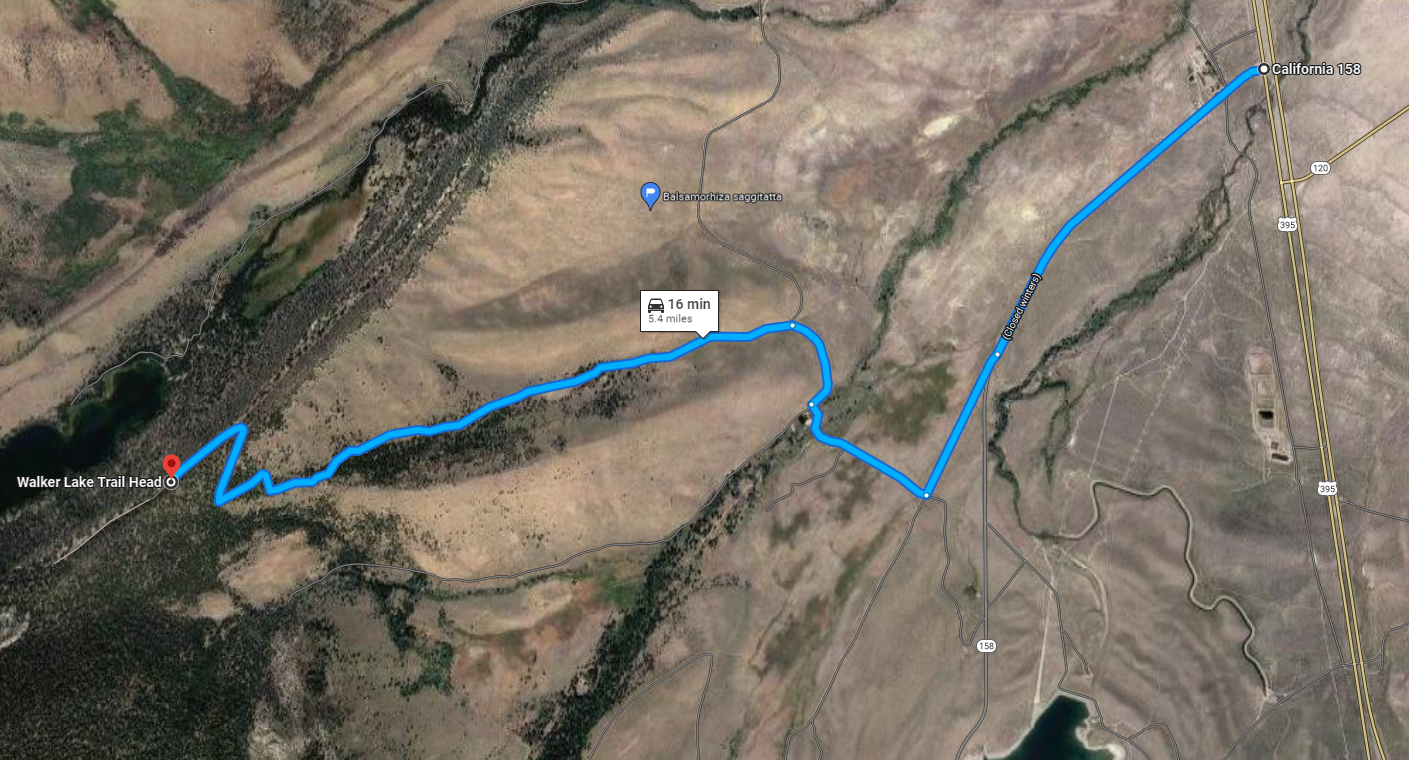 California 158
120
Balsamorhiza saggitatta
395
16 min
5.4 miles
(Closed winters)
Walker Lake Trail Head
395
158